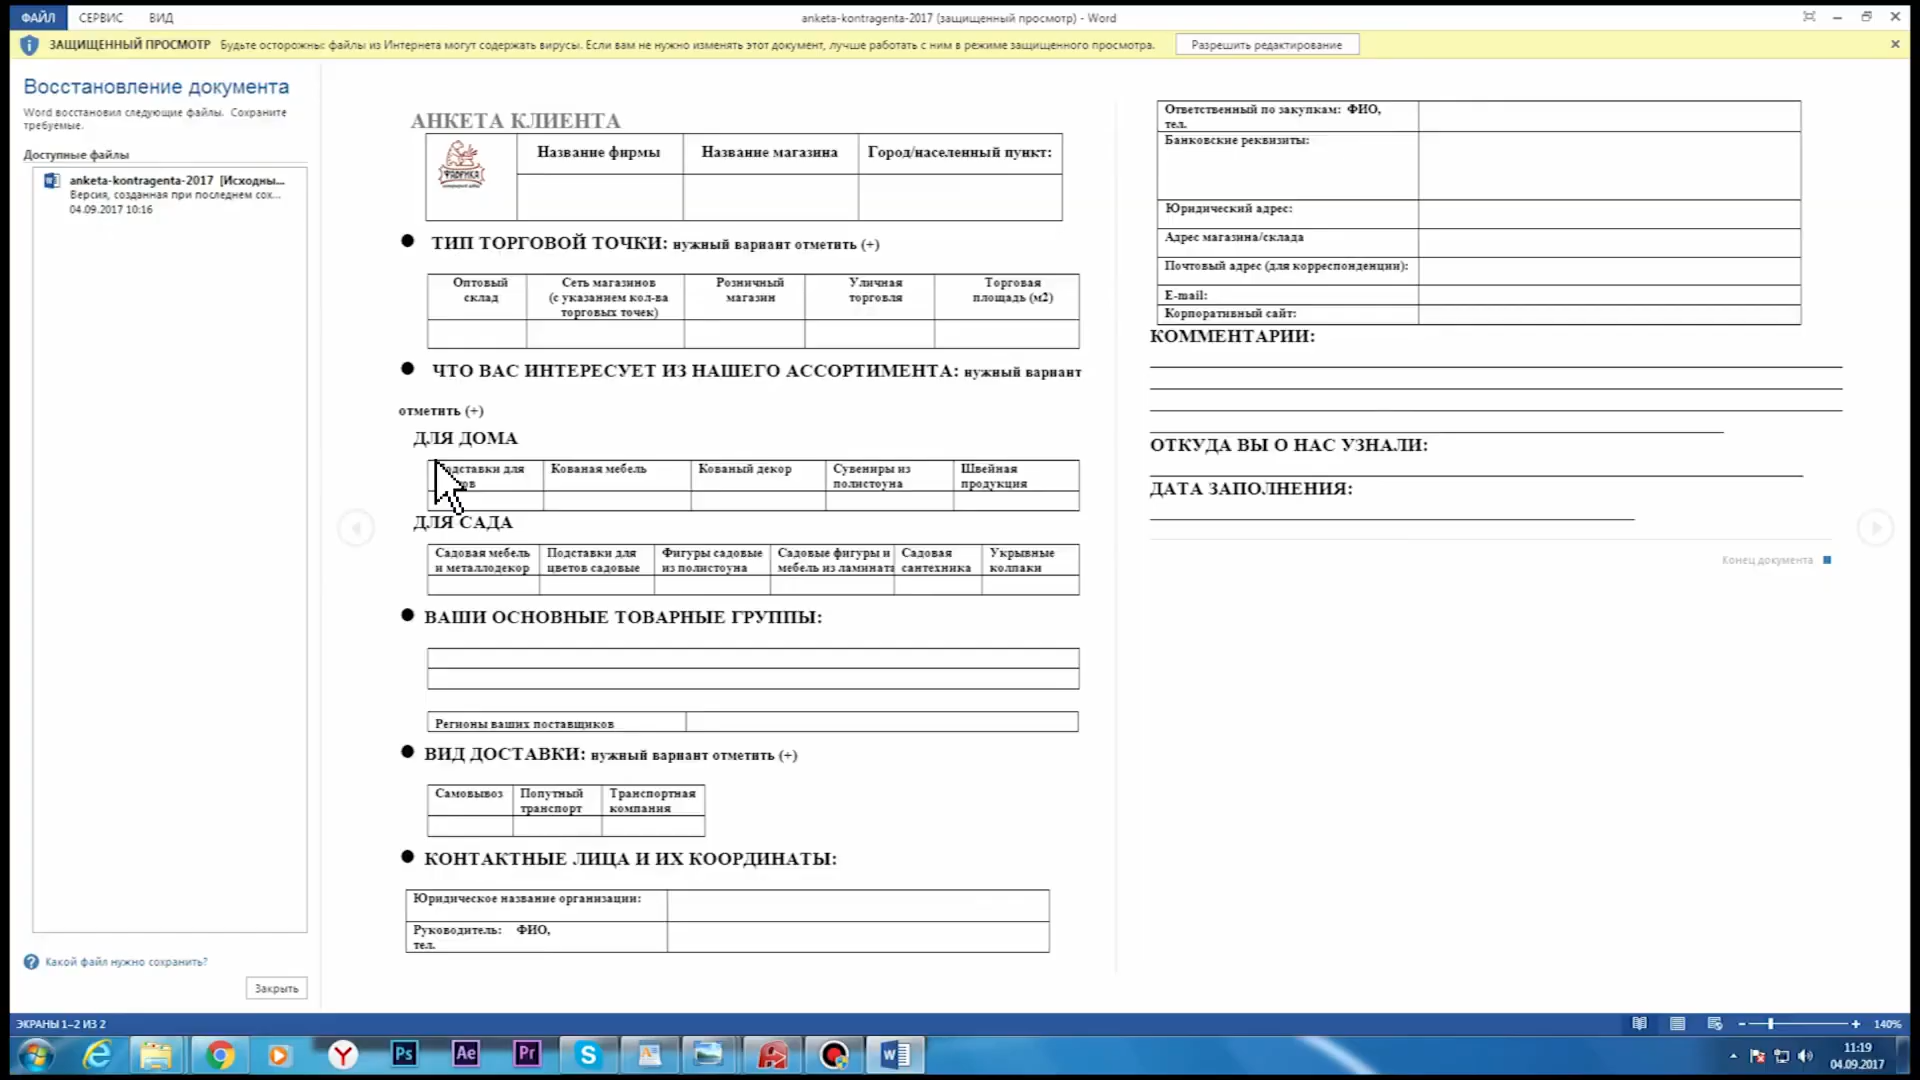 ФАЙЛ СЕРВИС ВИД
anketa-kontragenta-2017 (защищенный просмотр) - Word
ЗАЩИЩЕННЫЙ ПРОСМОТР Будьте осторожны: файлы из Интернета могут содержать вирусы. Если вам не нужно изменять этот документ, лучше работать с ним в режиме защищенного просмотра. Разрешить редактирование
Восстановление документа
Word восстановил следующие файлы. Сохраните
требуемые.
Доступные файлы
anketa-kontragenta-2017 [Исходны...
Версия, созданная при последнем сох...
04.09.2017 10:16
Какой файл нужно сохранить?
Закрыть
АНКЕТА КЛИЕНТА
ФАБРИКА
Название фирмы Название магазина Город/населенный пункт:
ТИП ТОРГОВОЙ ТОЧКИ: нужный вариант отметить (+)
Оптовый Сеть магазинов Розничный Уличная Торговая
склад (с указанием кол-ва магазин торговля площадь (м2)
торговых точек)
ЧТО ВАС ИНТЕРЕСУЕТ ИЗ НАШЕГО АССОРТИМЕНТА: нужный вариант
отметить (+)
ДЛЯ ДОМА
для Кованая мебель Кованый декор Сувениры из Швейная
полистоуна продукция
ДЛЯ САДА
Садовая мебель Подставки для Фигуры садовые Садовые фигуры и Садовая Укрывные
и металлодекор цветов садовые из полистоуна мебель из ламинат сантехника колпаки
ВАШИ ОСНОВНЫЕ ТОВАРНЫЕ ГРУППЫ:
Регионы ваших поставщиков
ВИД ДОСТАВКИ: нужный вариант отметить (+)
Самовывоз Попутный Транспортная
транспорт компания
КОНТАКТНЫЕ ЛИЦА И ИХ КООРДИНАТЫ:
Юридическое название организации:
Руководитель: ФИО,
тел.
Ответственный по закупкам: ФИО,
тел.
Банковские реквизиты:
Юридический адрес:
Адрес магазина/склада
Почтовый адрес (для корреспонденции):
E-mail:
Корпоративный сайт:
КОММЕНТАРИИ:
ОТКУДА ВЫ О НАС УЗНАЛИ:
ДАТА ЗАПОЛНЕНИЯ:
Конец документа
ЭКРАНЫ 1-2 ИЗ 2
140%
Ps Ae Pr
11:19
04.09.2017